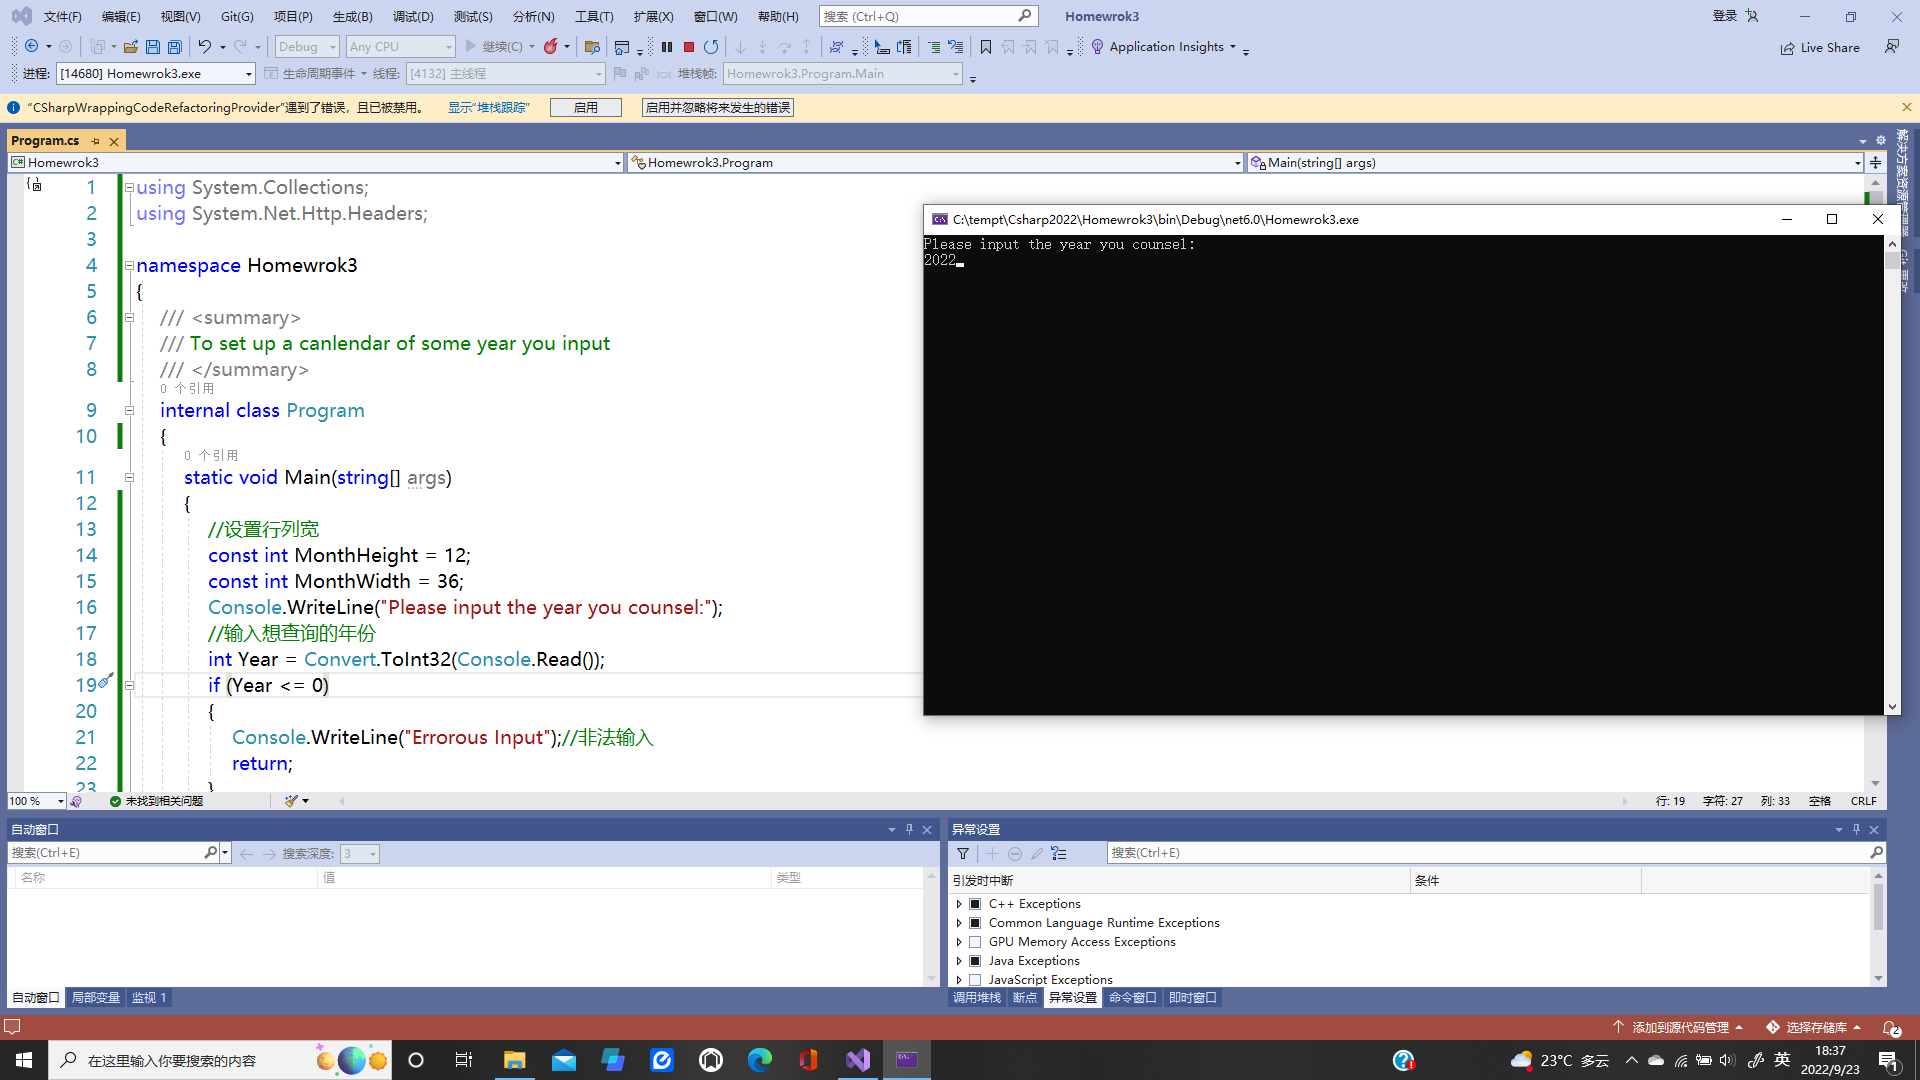 文件(F) 编辑(E) 视图(V) Git(G) 项目(P) 生成(B) 调试(D) 测试(S) 分析(N) 工具(T) 扩展(X) 窗口(W) 帮助(H) 搜索 (Ctrl+Q) Homewrok3 登录
Debug Any CPU 继续(C) Application Insights Live Share
进程: [14680] Homewrok3.exe 生命周期事件 线程: [4132] 主线程 堆栈帧: Homewrok3.Program.Main
“CSharpWrappingCodeRefactoringProvider”遇到了错误，且已被禁用。 显示“堆栈跟踪” 启用 启用并忽略将来发生的错误
Program.cs
Homewrok3 Homewrok3.Program Main(string[] args)
1 using System.Collections;
2 using System.Net.Http.Headers;
3
4 namespace Homewrok3
5 {
6 /// <summary>
7 /// To set up a canlendar of some year you input
8 /// </summary>
0 个引用
9 internal class Program
10 {
0 个引用
11 static void Main(string[] args)
12 {
13 //设置行列宽
14 const int MonthHeight = 12;
15 const int MonthWidth = 36;
16 Console.WriteLine("Please input the year you counsel:");
17 //输入想查询的年份
18 int Year = Convert.ToInt32(Console.Read());
19 if (Year <= 0)
20 {
21 Console.WriteLine("Errorous Input");//非法输入
22 return;
23 }
C:\tempt\Csharp2022\Homewrok3\bin\Debug\net6.0\Homewrok3.exe
Please input the year you counsel:
2022
解决方案资源管理器
100 % 未找到相关问题 行: 19 字符: 27 列: 33 空格 CRLF
自动窗口
搜索(Ctrl+E) 搜索深度: 3
名称 值 类型
自动窗口 局部变量 监视 1
异常设置
搜索(Ctrl+E)
引发时中断 条件
C++ Exceptions
Common Language Runtime Exceptions
GPU Memory Access Exceptions
Java Exceptions
JavaScript Exceptions
调用堆栈 断点 异常设置 命令窗口 即时窗口
添加到源代码管理 选择存储库 2
在这里输入你要搜索的内容
23°C 多云 英 18:37
2022/9/23 1